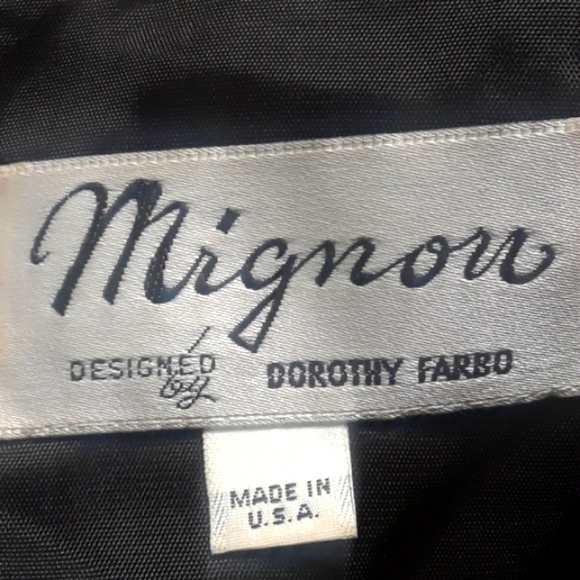 Mignon
DESIGNED by DOROTHY FARBO
MADE IN
U.S.A.